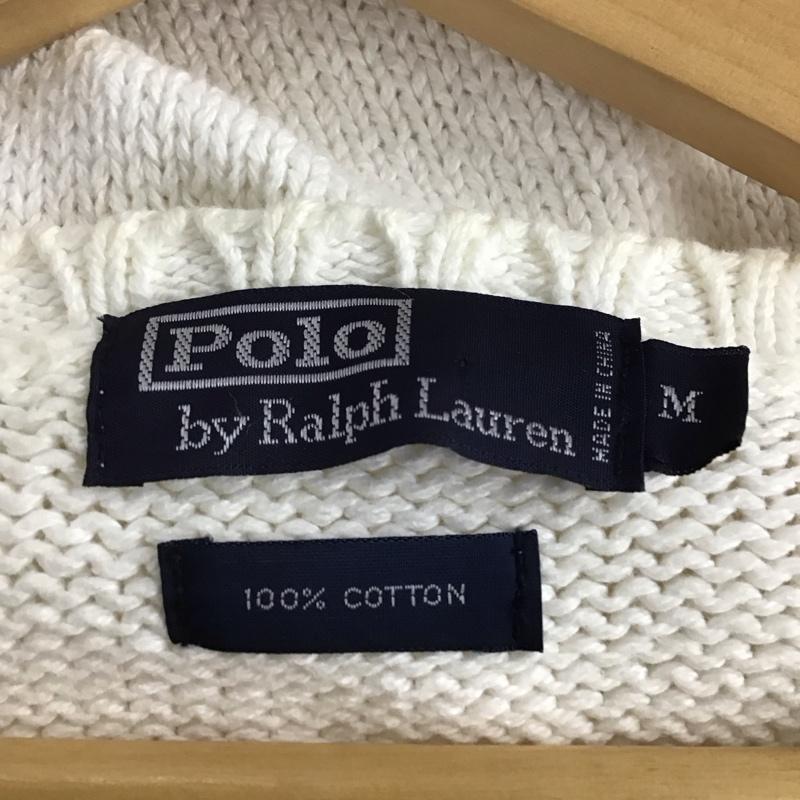 Polo
by Ralph Lauren
MADE IN CHINA
M
100% COTTON